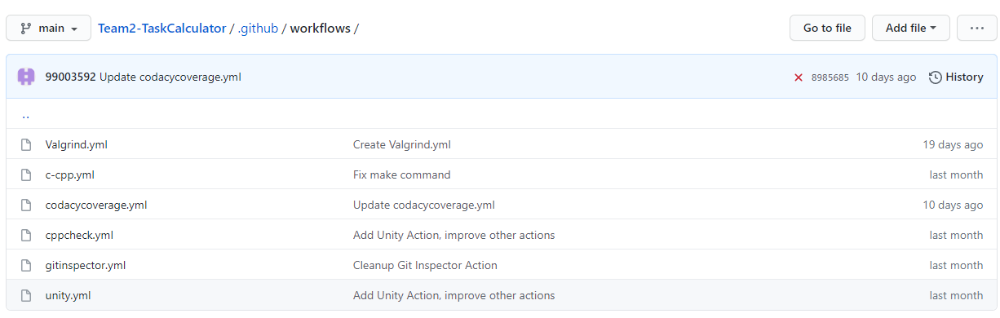 main Team2-TaskCalculator / .github / workflows / Go to file Add file ...
99003592 Update codacycoverage.yml 8985685 10 days ago History
..
Valgrind.yml Create Valgrind.yml 19 days ago
c-cpp.yml Fix make command last month
codacycoverage.yml Update codacycoverage.yml 10 days ago
cppcheck.yml Add Unity Action, improve other actions last month
gitinspector.yml Cleanup Git Inspector Action last month
unity.yml Add Unity Action, improve other actions last month